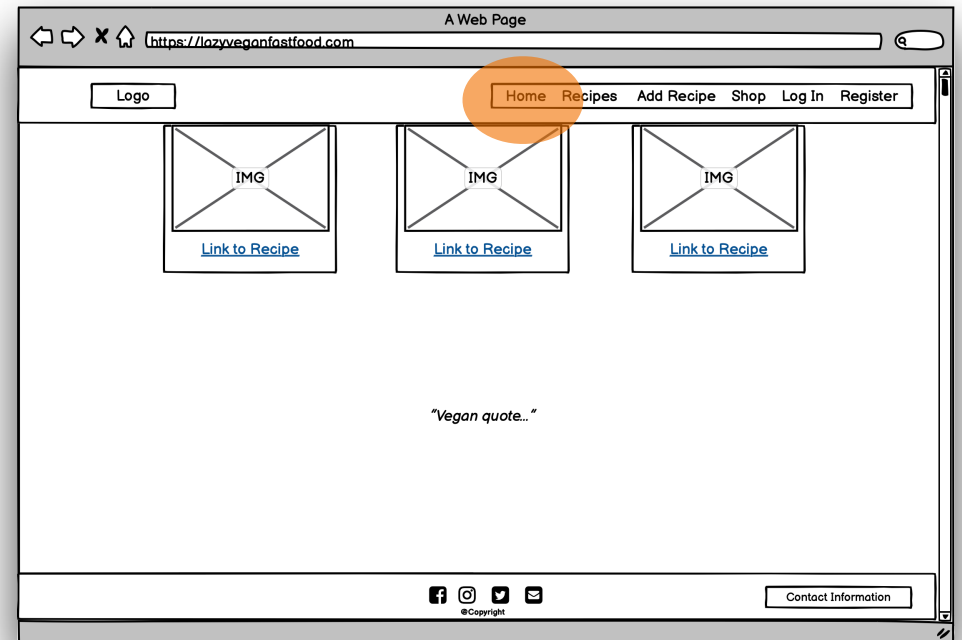 A Web Page
https://lazyveganfastfood.com
Logo
Home Recipes Add Recipe Shop Log In Register
IMG IMG IMG
Link to Recipe Link to Recipe Link to Recipe
"Vegan quote..."
@Copyright
Contact Information